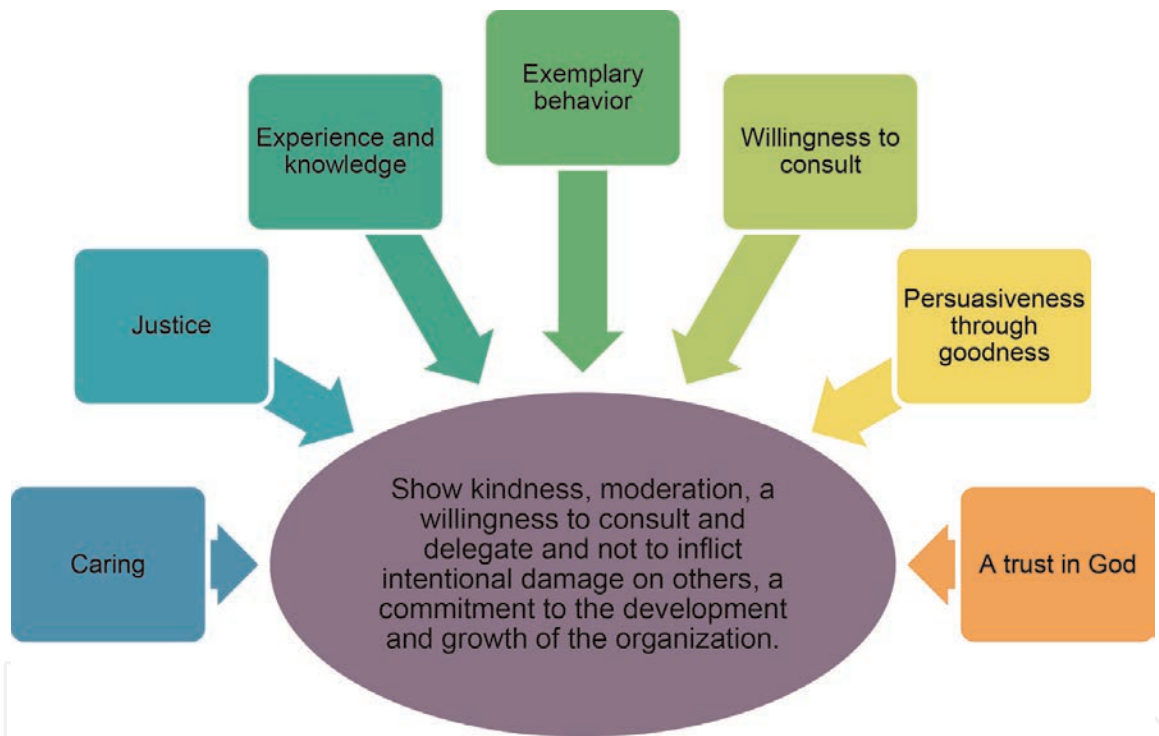 Exemplary
behavior
Experience and
knowledge
Willingness to
consult
Justice
Persuasiveness
through
goodness
Caring
Show kindness, moderation, a
willingness to consult and
delegate and not to inflict
intentional damage on others, a
commitment to the development
and growth of the organization.
A trust in God